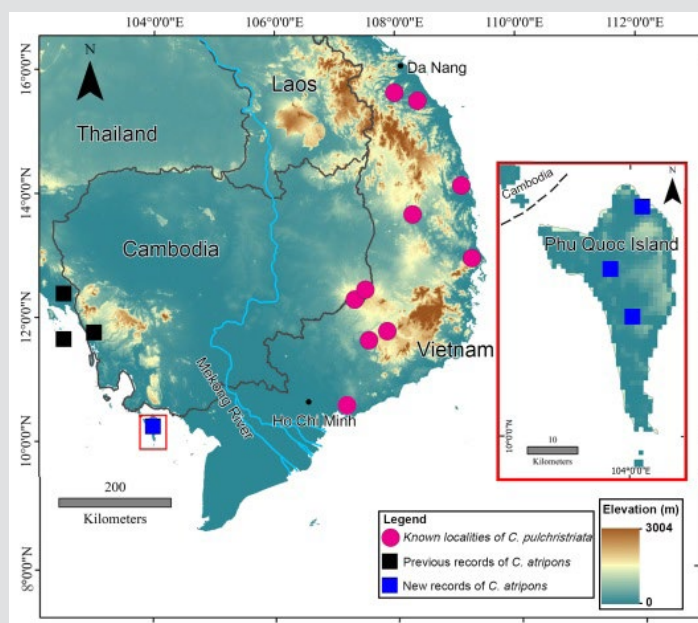 104°0'0"E 106°0'0"E 108°0'0"E 110°0'0"E 112°0'0"E
16°0'0"N
14°0'0"N
12°0'0"N
10°0'0"N
8°0'0"N
N
Da Nang
Laos
Thailand
Cambodia
Vietnam
Mekong River
Ho Chi Minh
200
Kilometers
N
Cambodia
Phu Quoc Island
10°0'0"N
10
Kilometers
104°0'0"E
Legend
Known localities of C. pulchristriata
Previous records of C. atripons
New records of C. atripons
Elevation (m)
3004
0